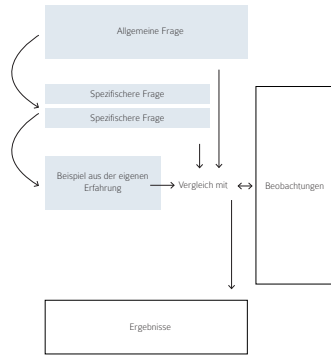 Allgemeine Frage
Spezifischere Frage
Spezifischere Frage
Beispiel aus der eigenen
Erfahrung
Vergleich mit
Beobachtungen
Ergebnisse